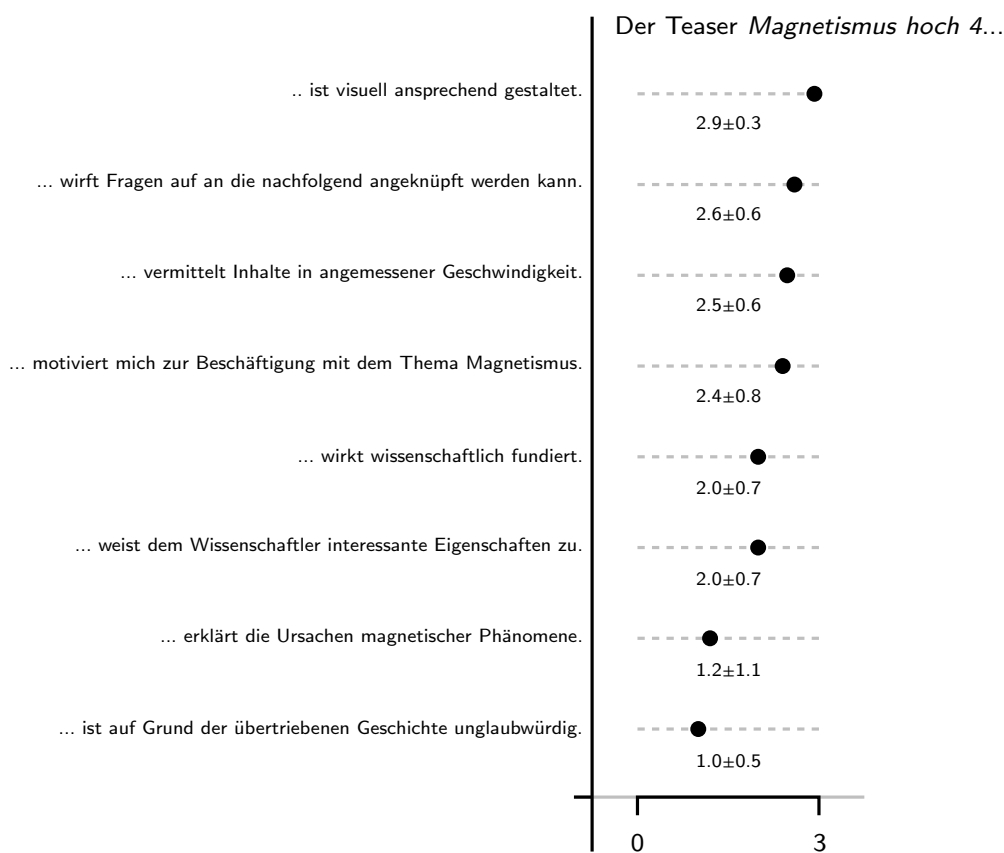 Der Teaser Magnetismus hoch 4...
.. ist visuell ansprechend gestaltet.
2.9±0.3
... wirft Fragen auf an die nachfolgend angeknüpft werden kann.
2.6±0.6
... vermittelt Inhalte in angemessener Geschwindigkeit.
2.5±0.6
... motiviert mich zur Beschäftigung mit dem Thema Magnetismus.
2.4±0.8
... wirkt wissenschaftlich fundiert.
2.0±0.7
... weist dem Wissenschaftler interessante Eigenschaften zu.
2.0±0.7
... erklärt die Ursachen magnetischer Phänomene.
1.2±1.1
... ist auf Grund der übertriebenen Geschichte unglaubwürdig.
1.0±0.5
0 3